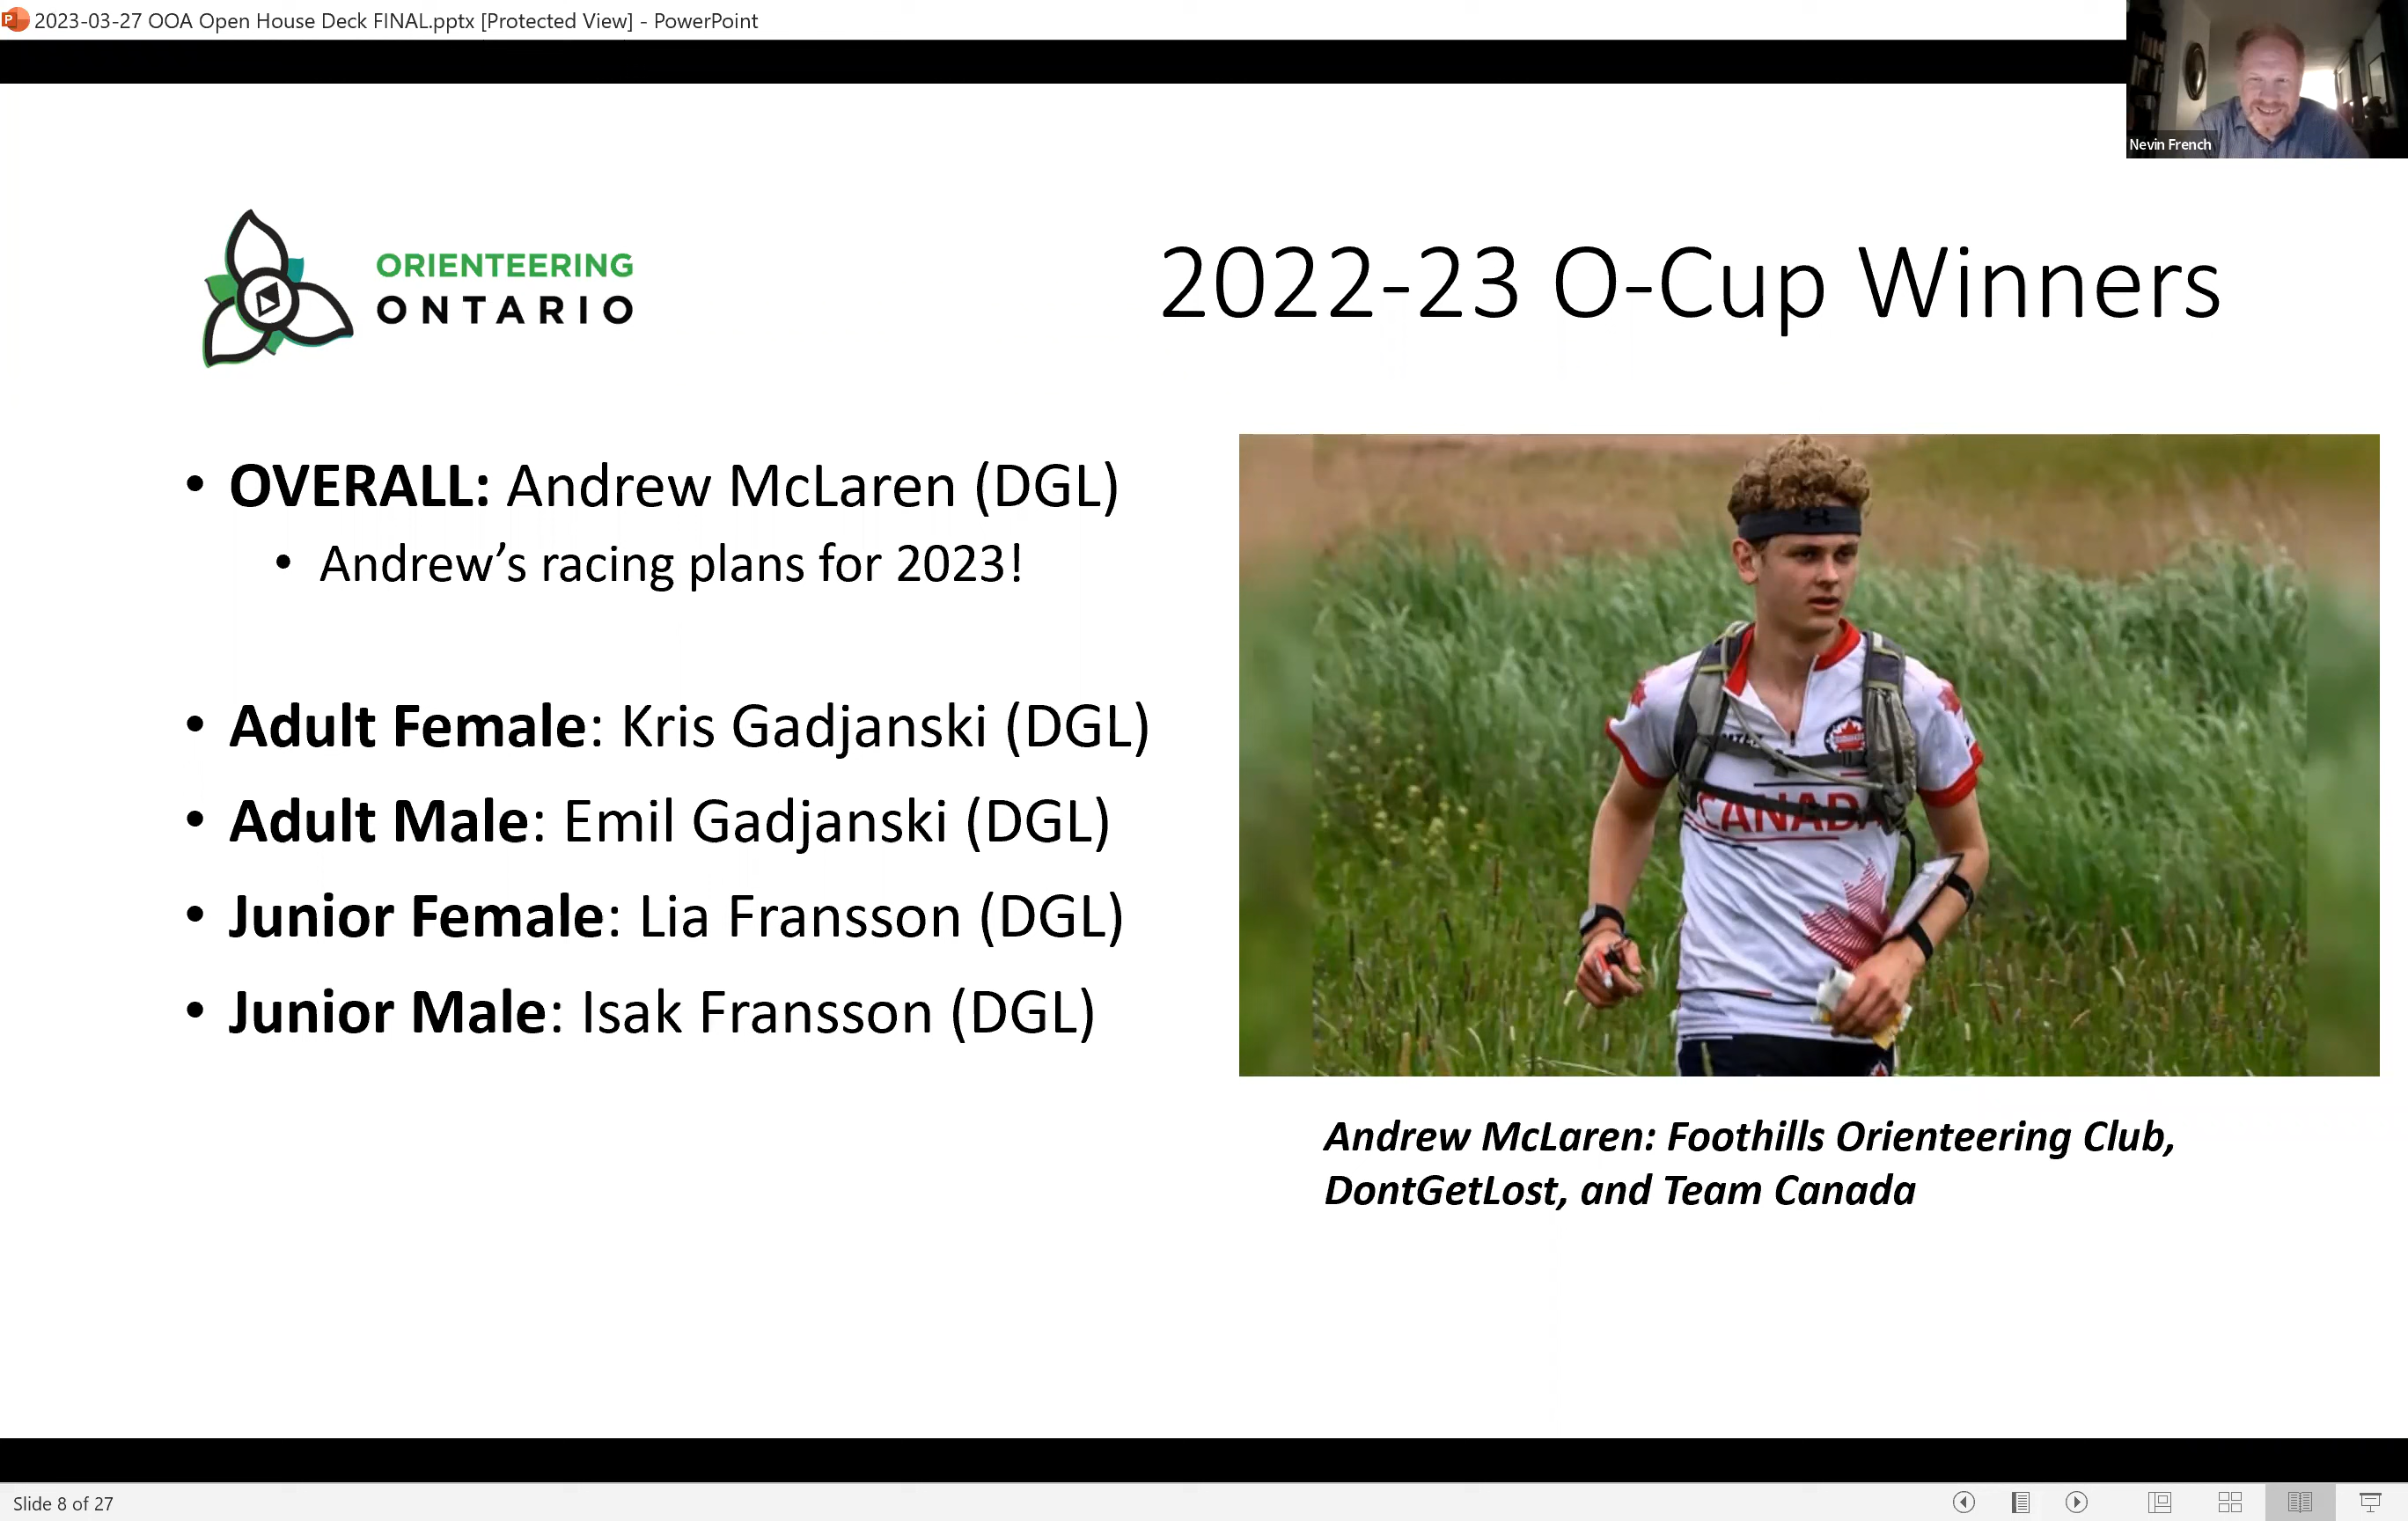 2023-03-27 OOA Open House Deck FINAL.pptx [Protected View] - PowerPoint
Nevin French
ORIENTEERING
ONTARIO
2022-23 O-Cup Winners
• OVERALL: Andrew McLaren (DGL)
• Andrew’s racing plans for 2023!
• Adult Female: Kris Gadjanski (DGL)
• Adult Male: Emil Gadjanski (DGL)
• Junior Female: Lia Fransson (DGL)
• Junior Male: Isak Fransson (DGL)
CANADA
Andrew McLaren: Foothills Orienteering Club,
DontGetLost, and Team Canada
Slide 8 of 27